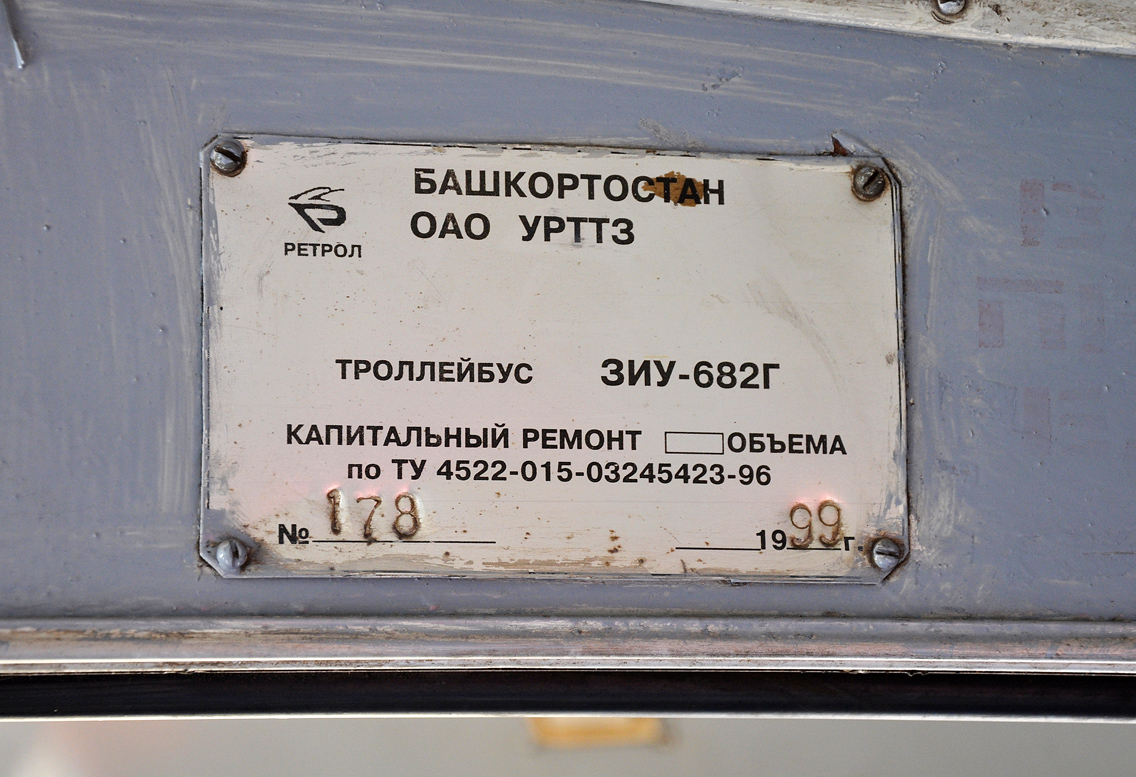 БАШКОРТОСТАН
ОАО УРТТЗ
РЕТРОЛ
ТРОЛЛЕЙБУС ЗИУ-682Г
КАПИТАЛЬНЫЙ РЕМОНТ ОБЪЕМА
по ТУ 4522-015-03245423-96
№ 178 1999 г.